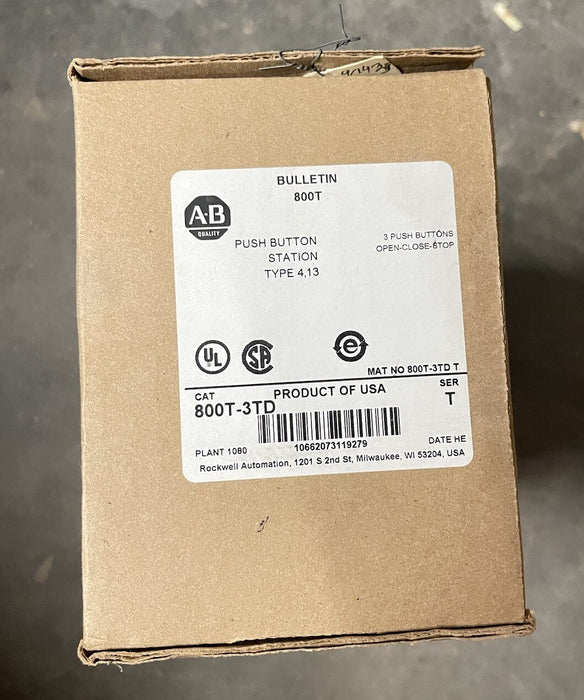 BULLETIN
800T
A·B
QUALITY
PUSH BUTTON
STATION
TYPE 4,13
3 PUSH BUTTONS
OPEN-CLOSE-STOP
UL
SA
e
MAT NO 800T-3TD T
CAT
PRODUCT OF USA
SER
800T-3TD
T
10662073119279
PLANT 1080
DATE HE
Rockwell Automation, 1201 S 2nd St, Milwaukee, WI 53204, USA